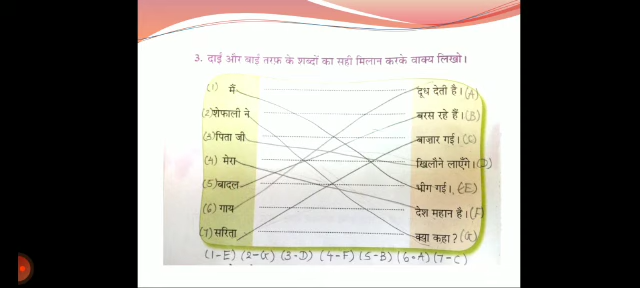 3. दाईं और बाईं तरफ़ के शब्दों का सही मिलान करके वाक्य लिखो।
(1) मैं दूध देती है। (A)
(2) शेफाली ने बरस रहे हैं। (B)
(3) पिता जी बाज़ार गई। (C)
(4) मेरा खिलौने लाएँगे। (D)
(5) बादल भीग गई। (E)
(6) गाय देश महान है। (F)
(7) सरिता क्या कहा? (G)
(1-E) (2-G) (3-D) (4-F) (5-B) (6-A) (7-C)